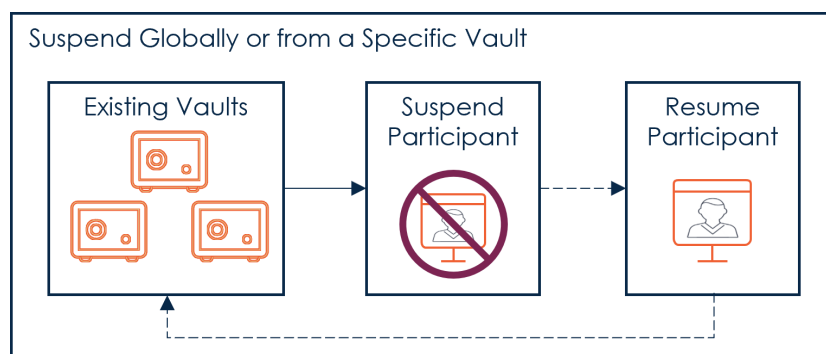 Suspend Globally or from a Specific Vault
Existing Vaults
Suspend
Participant
Resume
Participant